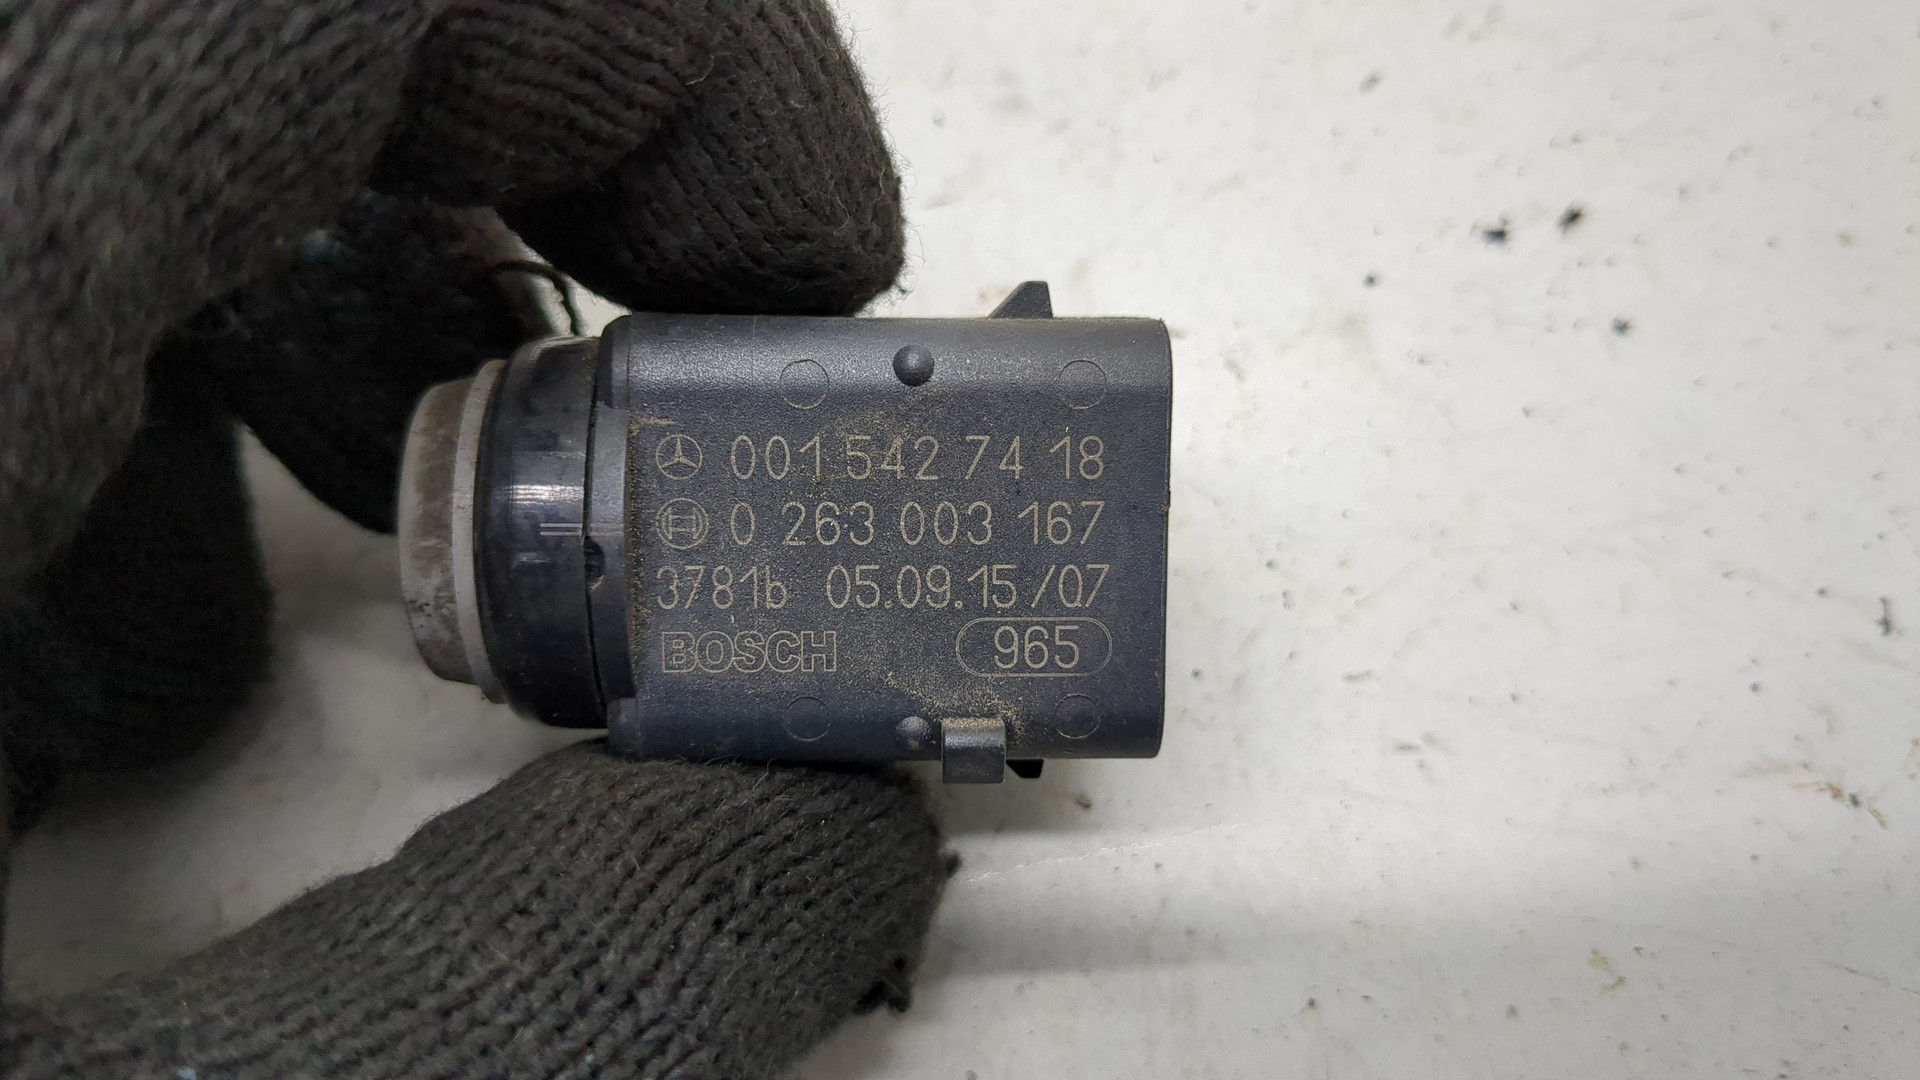 001 542 74 18
0 263 003 167
3781b 05.09.15/07
BOSCH 965